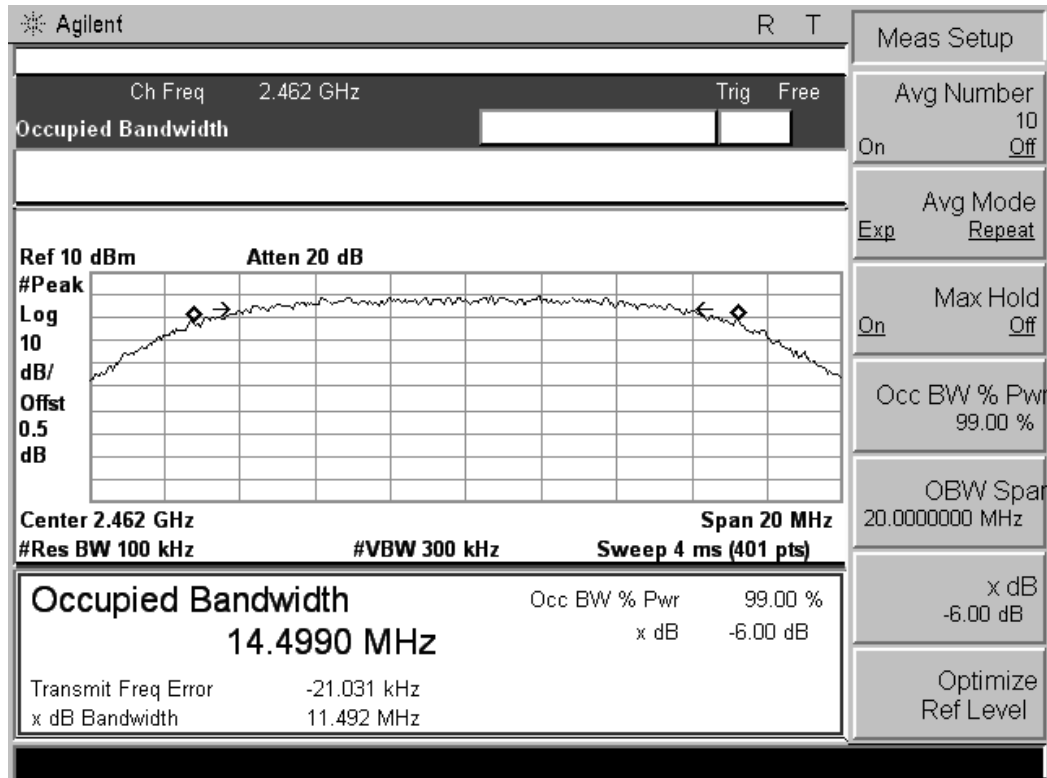 Agilent R T
Ch Freq 2.462 GHz Trig Free
Occupied Bandwidth
Ref 10 dBm Atten 20 dB
#Peak
Log
10
dB/
Offst
0.5
dB
Center 2.462 GHz Span 20 MHz
#Res BW 100 kHz #VBW 300 kHz Sweep 4 ms (401 pts)
Occupied Bandwidth
14.4990 MHz
Occ BW % Pwr 99.00 %
x dB -6.00 dB
Transmit Freq Error -21.031 kHz
x dB Bandwidth 11.492 MHz
Meas Setup
Avg Number
10
On Off
Avg Mode
Exp Repeat
Max Hold
On Off
Occ BW % Pwr
99.00 %
OBW Span
20.0000000 MHz
x dB
-6.00 dB
Optimize
Ref Level